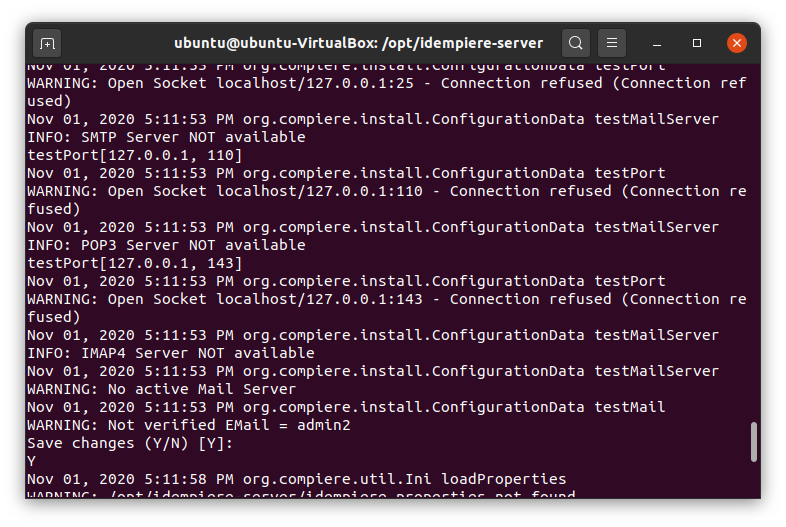 ubuntu@ubuntu-VirtualBox: /opt/idempiere-server
Nov 01, 2020 5:11:53 PM org.compiere.install.ConfigurationData testPort
WARNING: Open Socket localhost/127.0.0.1:25 - Connection refused (Connection ref
used)
Nov 01, 2020 5:11:53 PM org.compiere.install.ConfigurationData testMailServer
INFO: SMTP Server NOT available
testPort[127.0.0.1, 110]
Nov 01, 2020 5:11:53 PM org.compiere.install.ConfigurationData testPort
WARNING: Open Socket localhost/127.0.0.1:110 - Connection refused (Connection re
fused)
Nov 01, 2020 5:11:53 PM org.compiere.install.ConfigurationData testMailServer
INFO: POP3 Server NOT available
testPort[127.0.0.1, 143]
Nov 01, 2020 5:11:53 PM org.compiere.install.ConfigurationData testPort
WARNING: Open Socket localhost/127.0.0.1:143 - Connection refused (Connection re
fused)
Nov 01, 2020 5:11:53 PM org.compiere.install.ConfigurationData testMailServer
INFO: IMAP4 Server NOT available
Nov 01, 2020 5:11:53 PM org.compiere.install.ConfigurationData testMailServer
WARNING: No active Mail Server
Nov 01, 2020 5:11:53 PM org.compiere.install.ConfigurationData testMail
WARNING: Not verified EMail = admin2
Save changes (Y/N) [Y]:
Y
Nov 01, 2020 5:11:58 PM org.compiere.util.Ini loadProperties
WARNING: /opt/idempiere-server/idempiere.properties not found